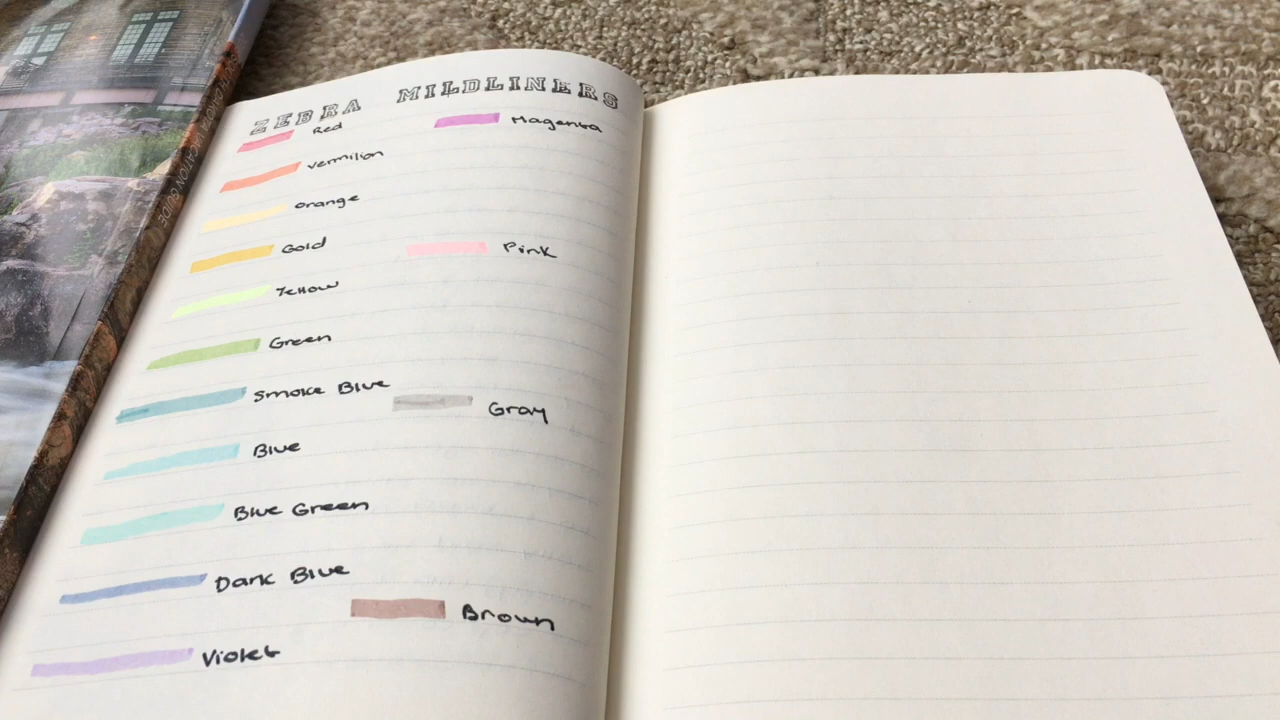 ZEBRA MILDLINERS
Red
Magenta
Vermilion
Orange
Gold
Pink
Yellow
Green
Smoke Blue
Gray
Blue
Blue Green
Dark Blue
Brown
Violet
GUIDE